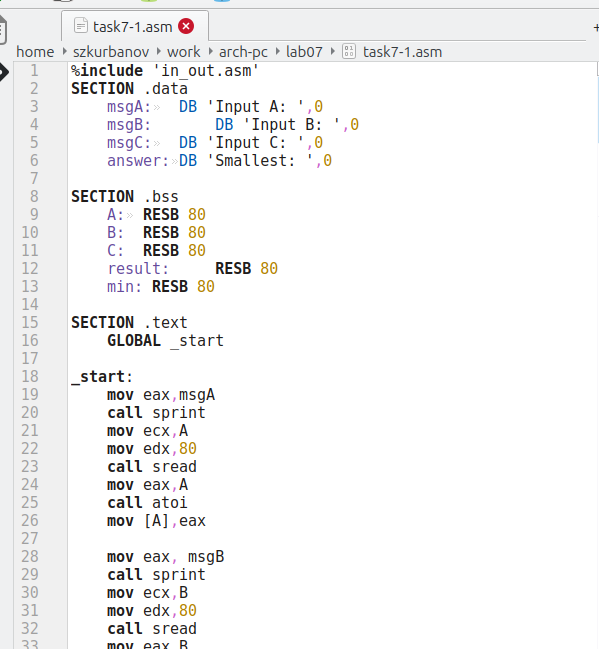 task7-1.asm
home szkurbanov work arch-pc lab07 task7-1.asm
1 %include 'in_out.asm'
2 SECTION .data
3 msgA: DB 'Input A: ',0
4 msgB: DB 'Input B: ',0
5 msgC: DB 'Input C: ',0
6 answer: DB 'Smallest: ',0
7
8 SECTION .bss
9 A: RESB 80
10 B: RESB 80
11 C: RESB 80
12 result: RESB 80
13 min: RESB 80
14
15 SECTION .text
16 GLOBAL _start
17
18 _start:
19 mov eax,msgA
20 call sprint
21 mov ecx,A
22 mov edx,80
23 call sread
24 mov eax,A
25 call atoi
26 mov [A],eax
27
28 mov eax, msgB
29 call sprint
30 mov ecx,B
31 mov edx,80
32 call sread
33 mov eax,B